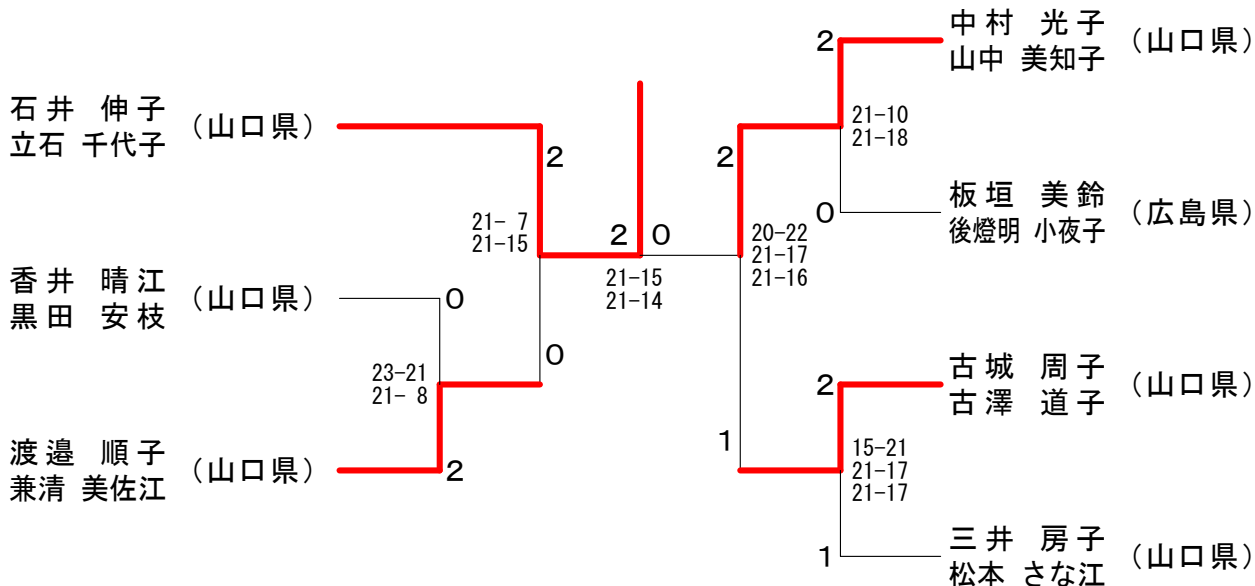 石井 伸子
立石 千代子
(山口県)
香井 晴江
黒田 安枝
(山口県)
渡邉 順子
兼清 美佐江
(山口県)
2
21- 7
21-15
0
23-21
21- 8
0
2
2
0
21-15
21-14
中村 光子
山中 美知子
(山口県)
2
21-10
21-18
0
板垣 美鈴
後燈明 小夜子
(広島県)
2
20-22
21-17
21-16
1
古城 周子
古澤 道子
(山口県)
2
15-21
21-17
21-17
1
三井 房子
松本 さな江
(山口県)